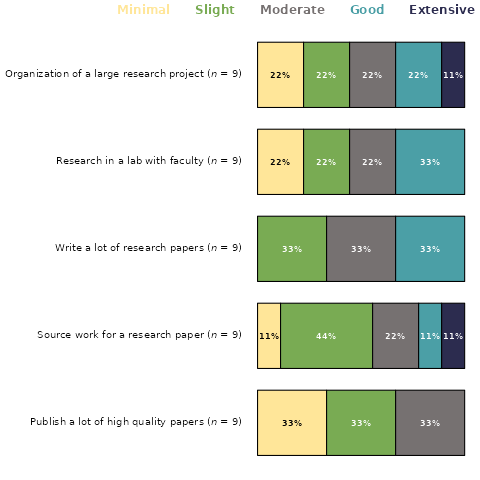 Minimal Slight Moderate Good Extensive
Organization of a large research project (n = 9) 22% 22% 22% 22% 11%
Research in a lab with faculty (n = 9) 22% 22% 22% 33%
Write a lot of research papers (n = 9) 33% 33% 33%
Source work for a research paper (n = 9) 11% 44% 22% 11% 11%
Publish a lot of high quality papers (n = 9) 33% 33% 33%